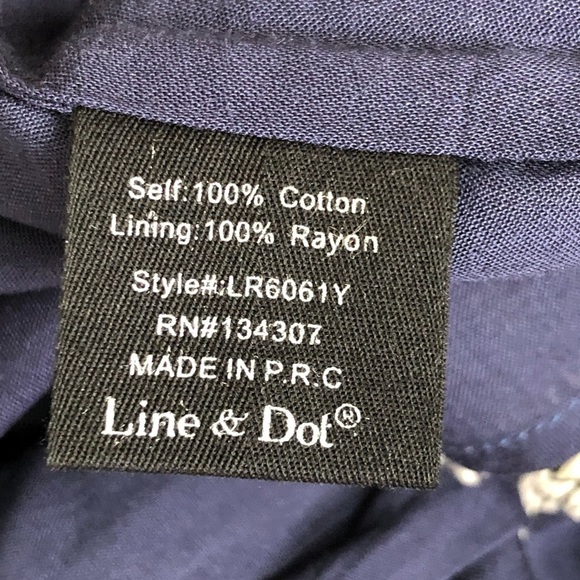 Self:100% Cotton
Lining:100% Rayon
Style#:LR6061Y
RN#134307
MADE IN P.R.C
Line & Dot®